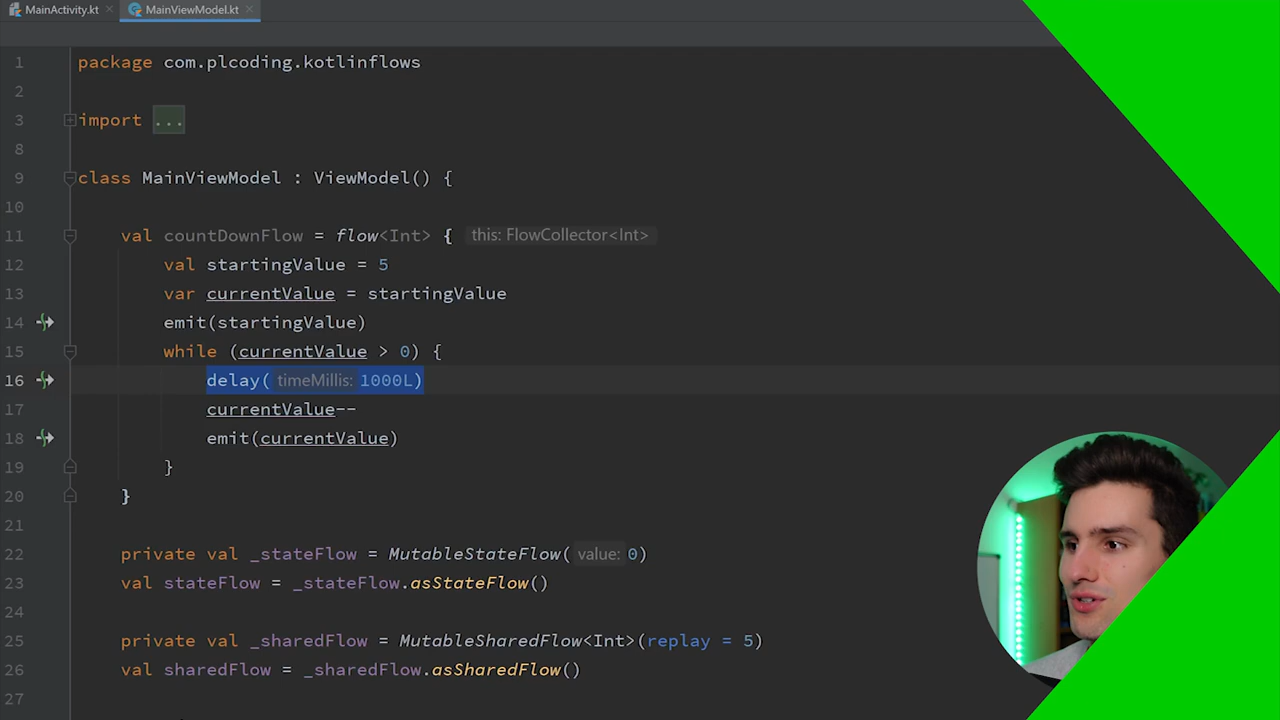 MainActivity.kt × MainViewModel.kt ×
1 package com.plcoding.kotlinflows
2
3 import ...
8
9 class MainViewModel : ViewModel() {
10
11 val countDownFlow = flow<Int> { this: FlowCollector<Int>
12 val startingValue = 5
13 var currentValue = startingValue
14 emit(startingValue)
15 while (currentValue > 0) {
16 delay( timeMillis: 1000L)
17 currentValue--
18 emit(currentValue)
19 }
20 }
21
22 private val _stateFlow = MutableStateFlow( value: 0)
23 val stateFlow = _stateFlow.asStateFlow()
24
25 private val _sharedFlow = MutableSharedFlow<Int>(replay = 5)
26 val sharedFlow = _sharedFlow.asSharedFlow()
27